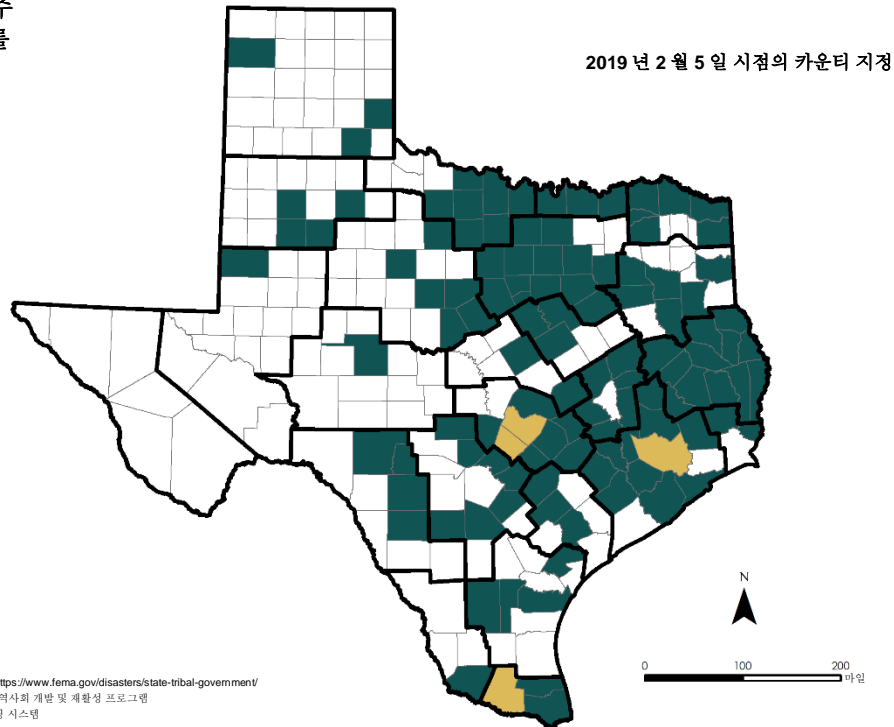 주
를
2019 년 2 월 5 일 시점의 카운티 지정
N
0 100 200
마일
ttps://www.fema.gov/disasters/state-tribal-government/
역사회 개발 및 재활성 프로그램
시스템